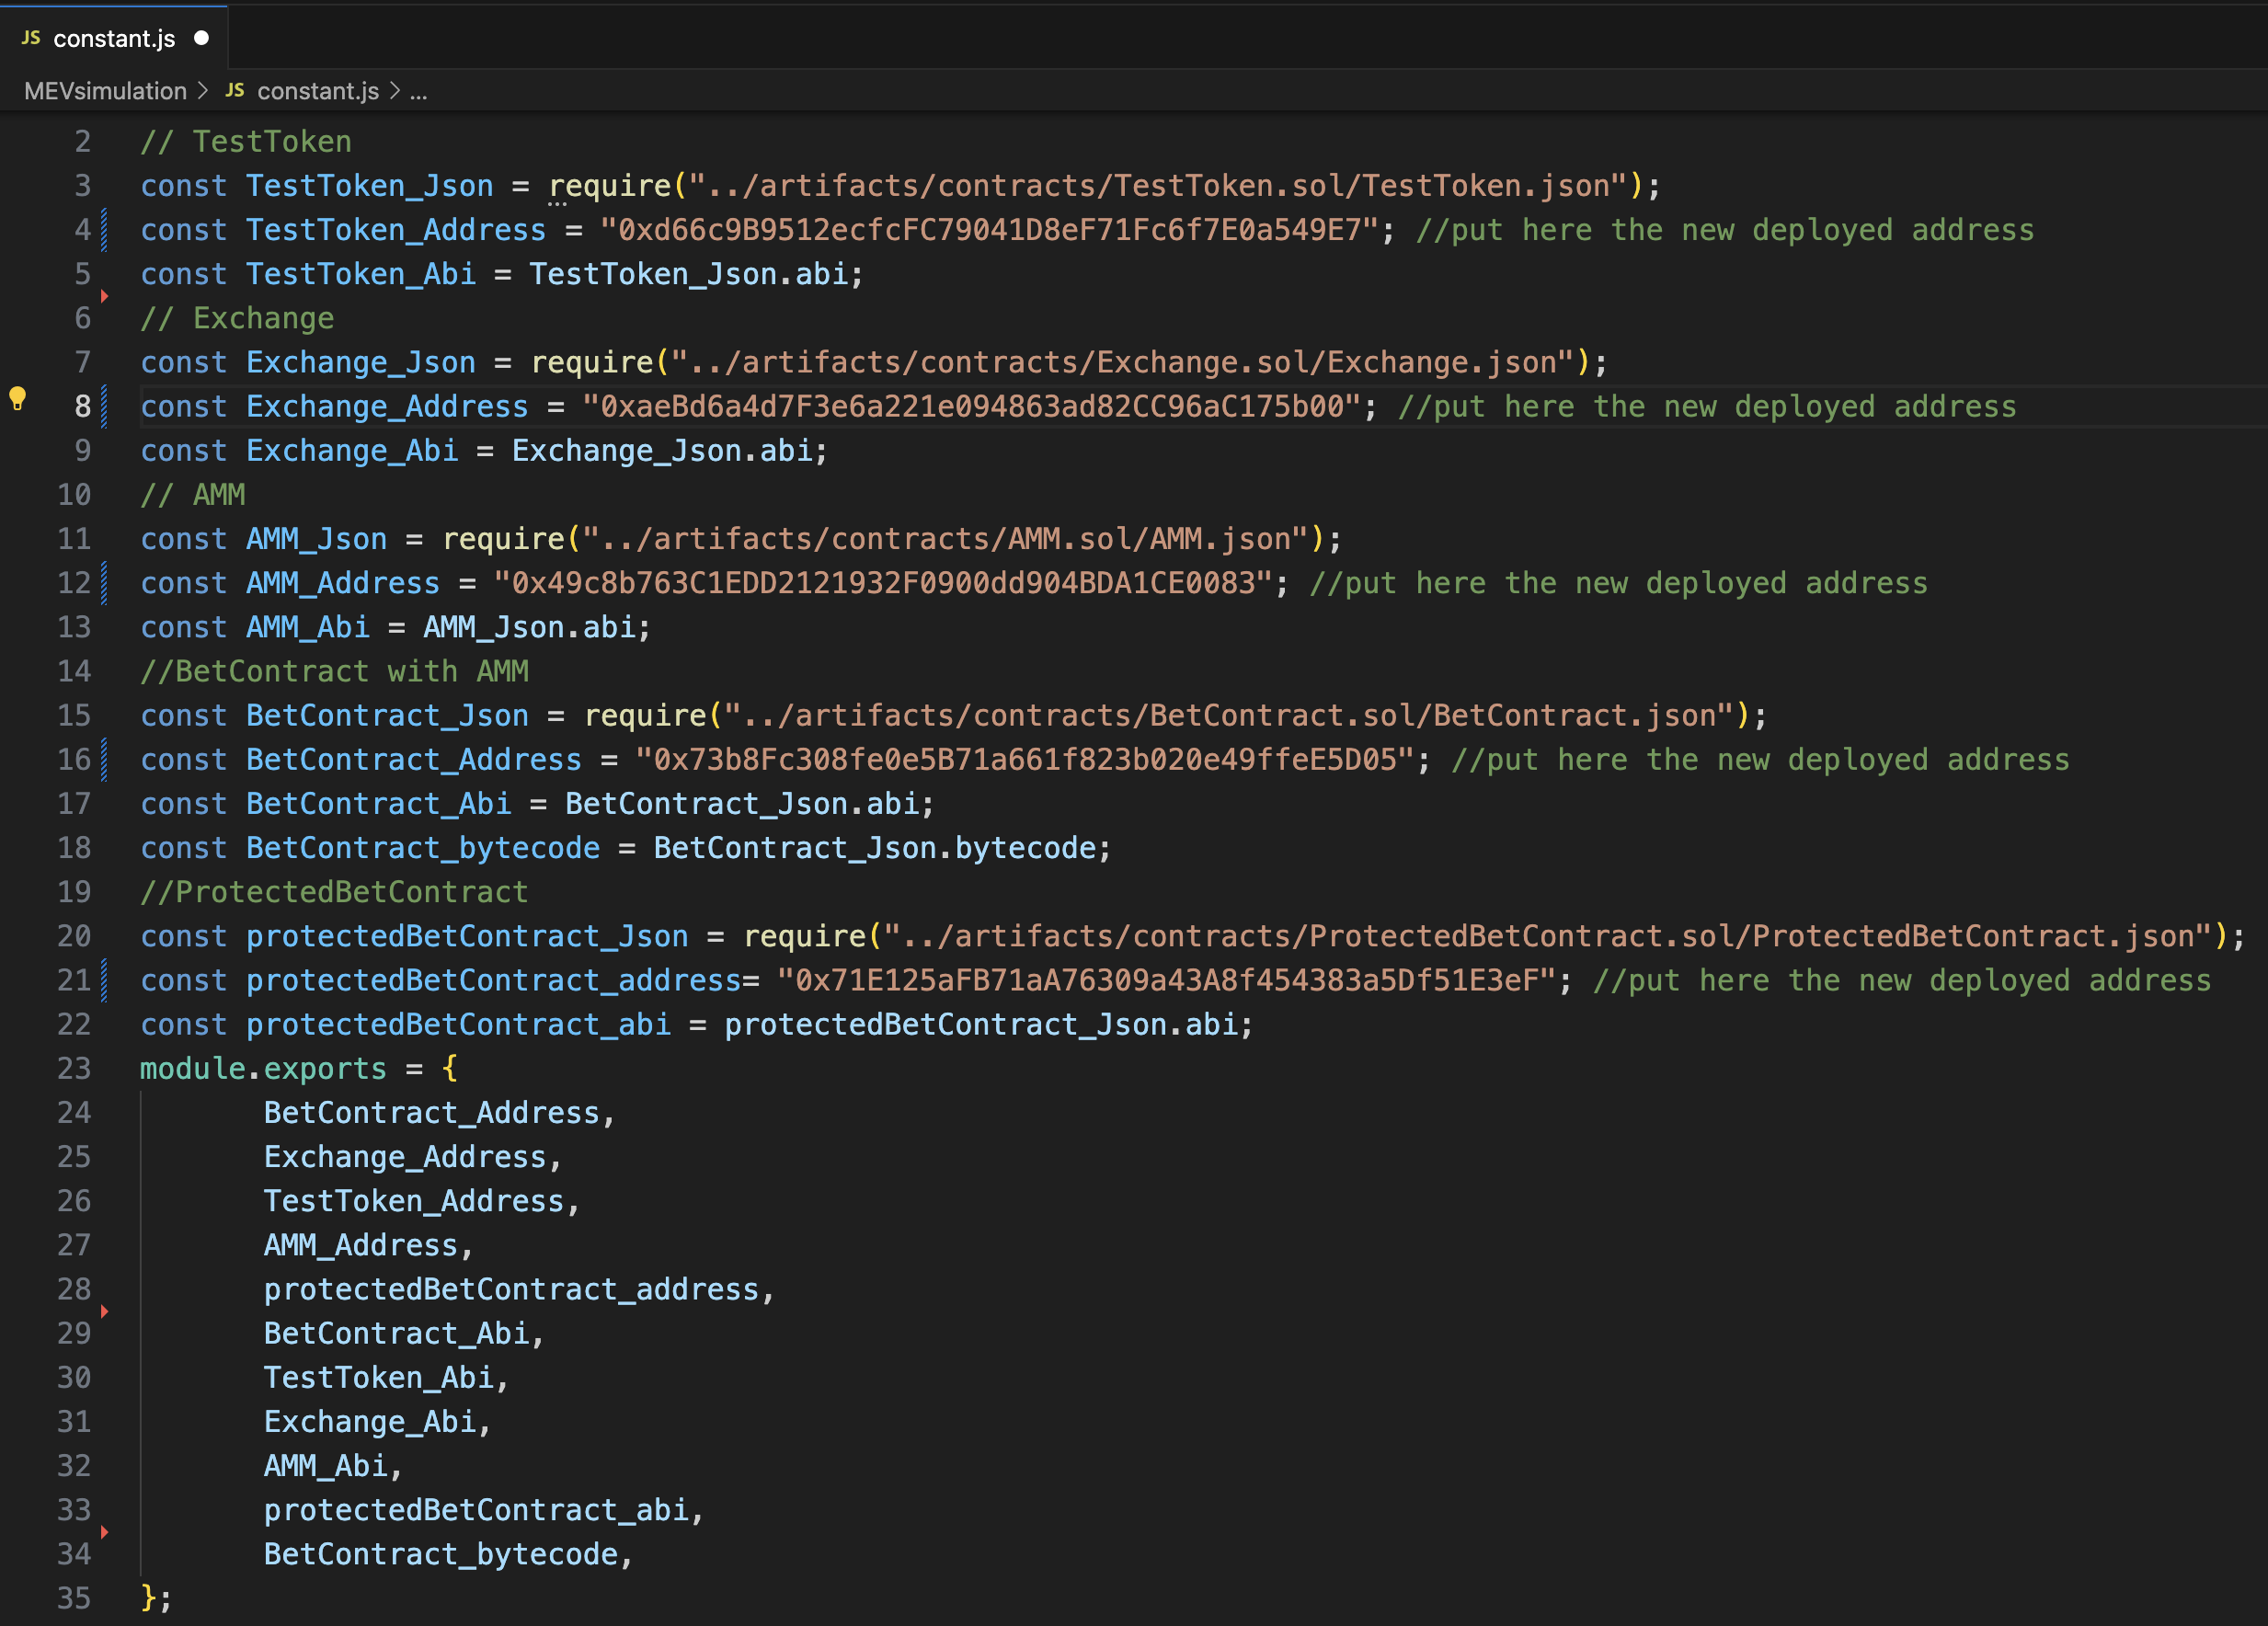 JS constant.js
MEVsimulation > JS constant.js > ...
2 // TestToken
3 const TestToken_Json = require("../artifacts/contracts/TestToken.sol/TestToken.json");
4 const TestToken_Address = "0xd66c9B9512ecfcFC79041D8eF71Fc6f7E0a549E7"; //put here the new deployed address
5 const TestToken_Abi = TestToken_Json.abi;
6 // Exchange
7 const Exchange_Json = require("../artifacts/contracts/Exchange.sol/Exchange.json");
8 const Exchange_Address = "0xaeBd6a4d7F3e6a221e094863ad82CC96aC175b00"; //put here the new deployed address
9 const Exchange_Abi = Exchange_Json.abi;
10 // AMM
11 const AMM_Json = require("../artifacts/contracts/AMM.sol/AMM.json");
12 const AMM_Address = "0x49c8b763C1EDD2121932F0900dd904BDA1CE0083"; //put here the new deployed address
13 const AMM_Abi = AMM_Json.abi;
14 //BetContract with AMM
15 const BetContract_Json = require("../artifacts/contracts/BetContract.sol/BetContract.json");
16 const BetContract_Address = "0x73b8Fc308fe0e5B71a661f823b020e49ffeE5D05"; //put here the new deployed address
17 const BetContract_Abi = BetContract_Json.abi;
18 const BetContract_bytecode = BetContract_Json.bytecode;
19 //ProtectedBetContract
20 const protectedBetContract_Json = require("../artifacts/contracts/ProtectedBetContract.sol/ProtectedBetContract.json");
21 const protectedBetContract_address= "0x71E125aFB71aA76309a43A8f454383a5Df51E3eF"; //put here the new deployed address
22 const protectedBetContract_abi = protectedBetContract_Json.abi;
23 module.exports = {
24 BetContract_Address,
25 Exchange_Address,
26 TestToken_Address,
27 AMM_Address,
28 protectedBetContract_address,
29 BetContract_Abi,
30 TestToken_Abi,
31 Exchange_Abi,
32 AMM_Abi,
33 protectedBetContract_abi,
34 BetContract_bytecode,
35 };